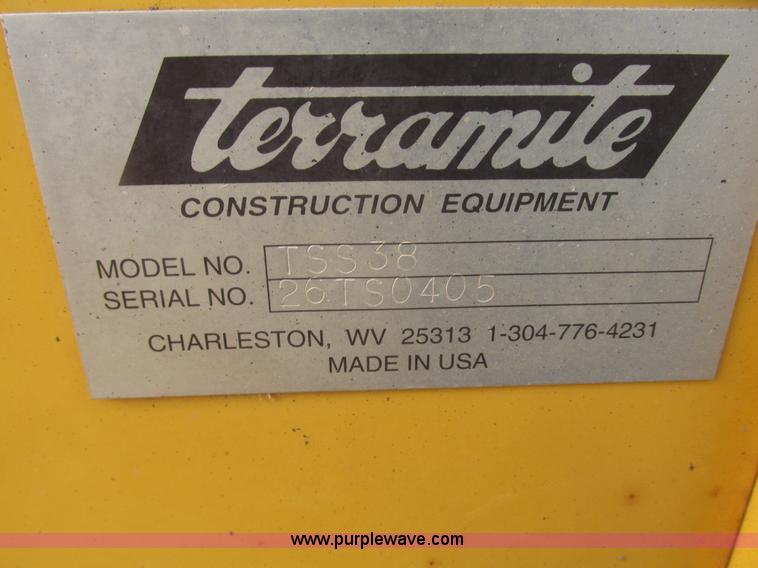 terramite
CONSTRUCTION EQUIPMENT
MODEL NO. TSS38
SERIAL NO. 26TS0405
CHARLESTON, WV 25313 1-304-776-4231
MADE IN USA
www.purplewave.com